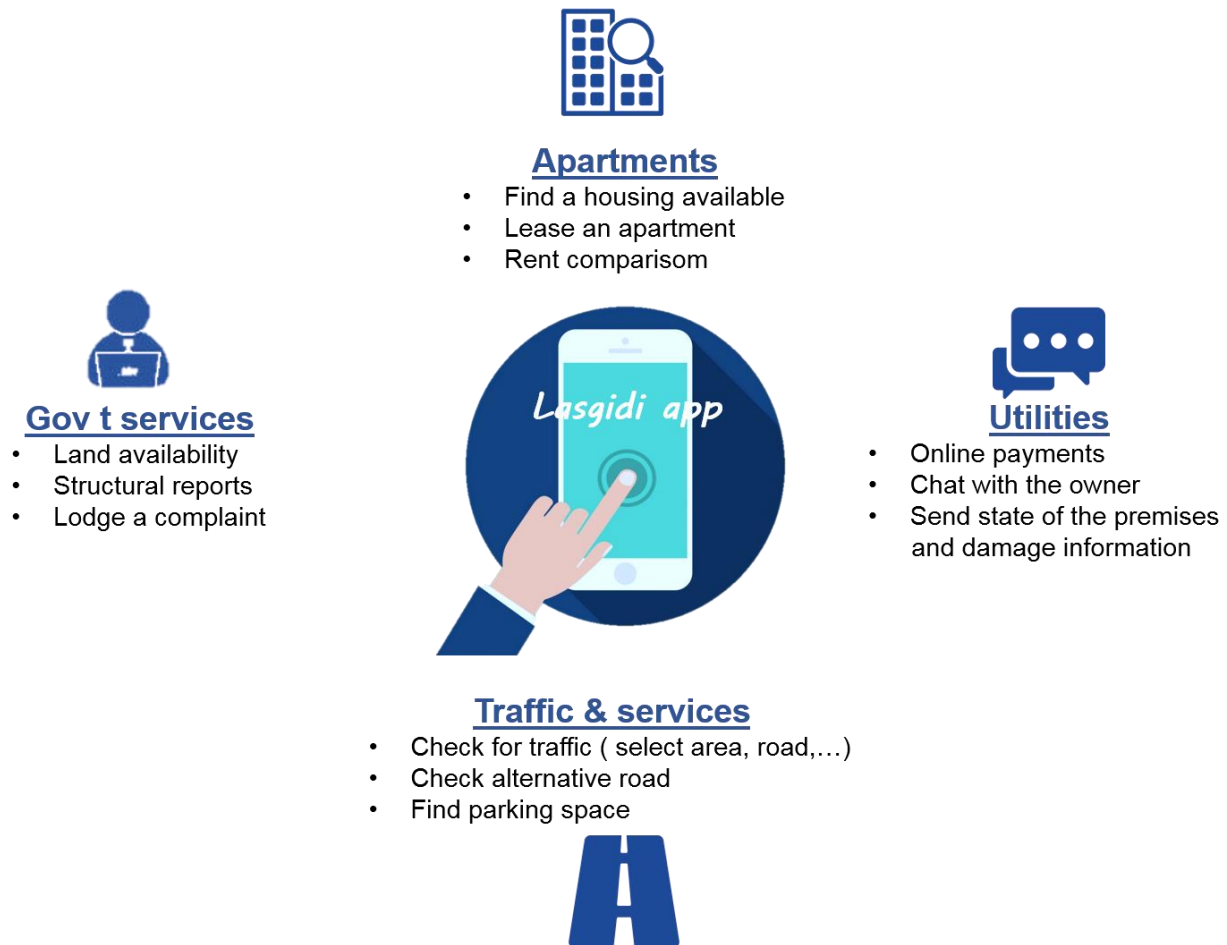 Apartments
• Find a housing available
• Lease an apartment
• Rent comparisom
Gov t services
• Land availability
• Structural reports
• Lodge a complaint
Lasgidi app
Utilities
• Online payments
• Chat with the owner
• Send state of the premises
and damage information
Traffic & services
• Check for traffic ( select area, road,…)
• Check alternative road
• Find parking space